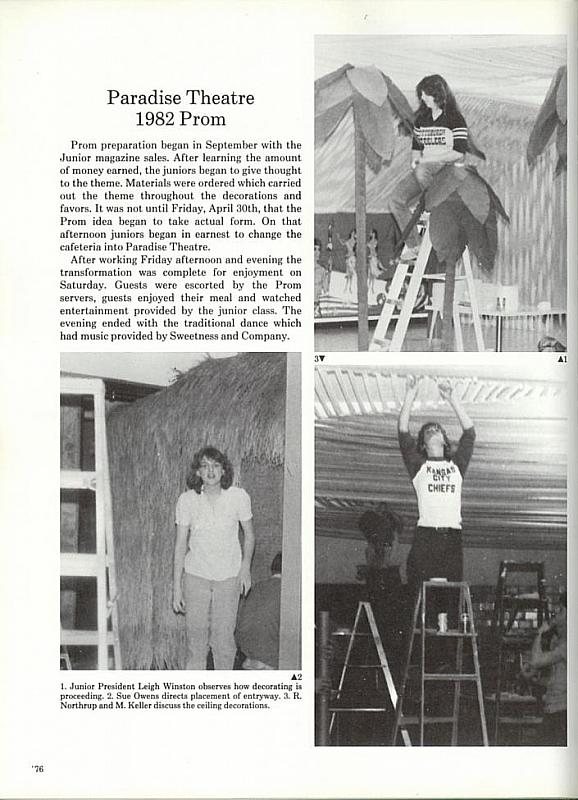 Paradise Theatre
1982 Prom
Prom preparation began in September with the
Junior magazine sales. After learning the amount
of money earned, the juniors began to give thought
to the theme. Materials were ordered which carried
out the theme throughout the decorations and
favors. It was not until Friday, April 30th, that the
Prom idea began to take actual form. On that
afternoon juniors began in earnest to change the
cafeteria into Paradise Theatre.
After working Friday afternoon and evening the
transformation was complete for enjoyment on
Saturday. Guests were escorted by the Prom
servers, guests enjoyed their meal and watched
entertainment provided by the junior class. The
evening ended with the traditional dance which
had music provided by Sweetness and Company.
PITTSBURGH
STEELERS
3▼
▲1
KANSAS
CITY
CHIEFS
▲2
1. Junior President Leigh Winston observes how decorating is
proceeding. 2. Sue Owens directs placement of entryway. 3. R.
Northrup and M. Keller discuss the ceiling decorations.
'76